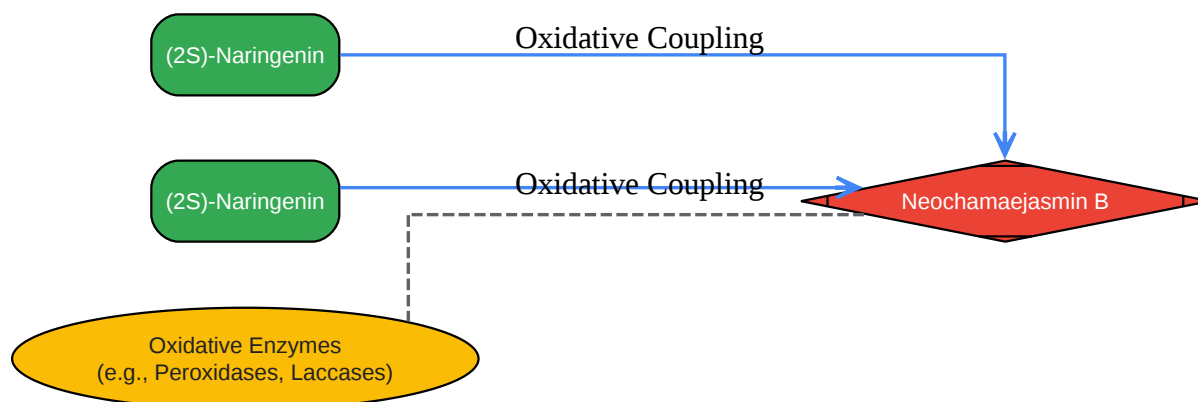 (2S)-Naringenin
Oxidative Coupling
(2S)-Naringenin
Oxidative Coupling
Neochamaejasmin B
Oxidative Enzymes
(e.g., Peroxidases, Laccases)